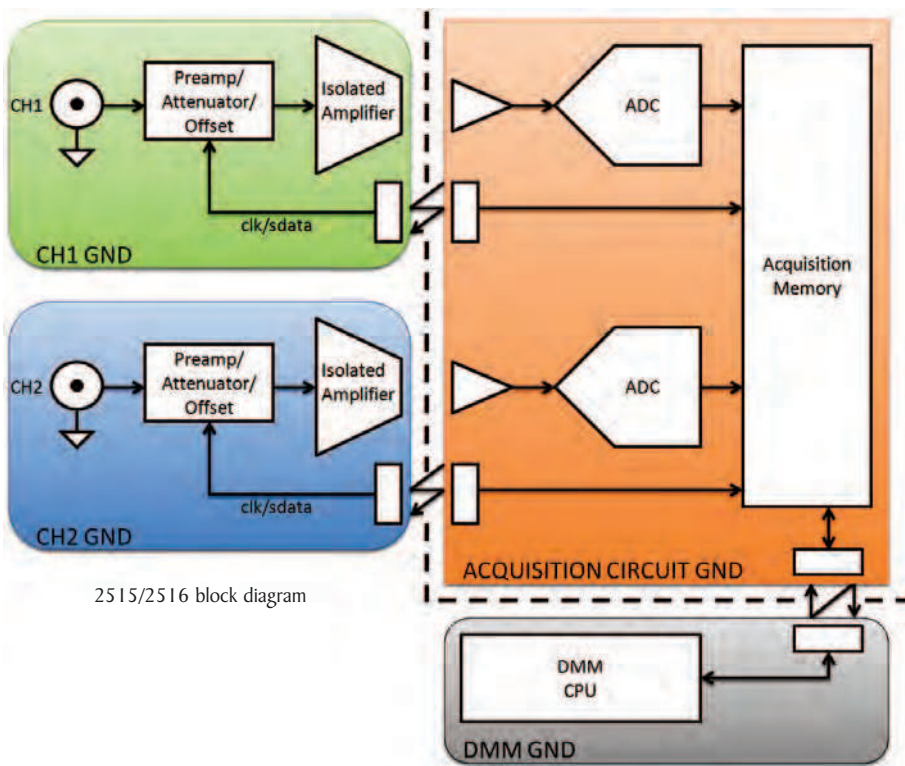 CH1
Preamp/
Attenuator/
Offset
Isolated
Amplifier
clk/sdata
CH1 GND
CH2
Preamp/
Attenuator/
Offset
Isolated
Amplifier
clk/sdata
CH2 GND
2515/2516 block diagram
ADC
Acquisition
Memory
ADC
ACQUISITION CIRCUIT GND
DMM
CPU
DMM GND